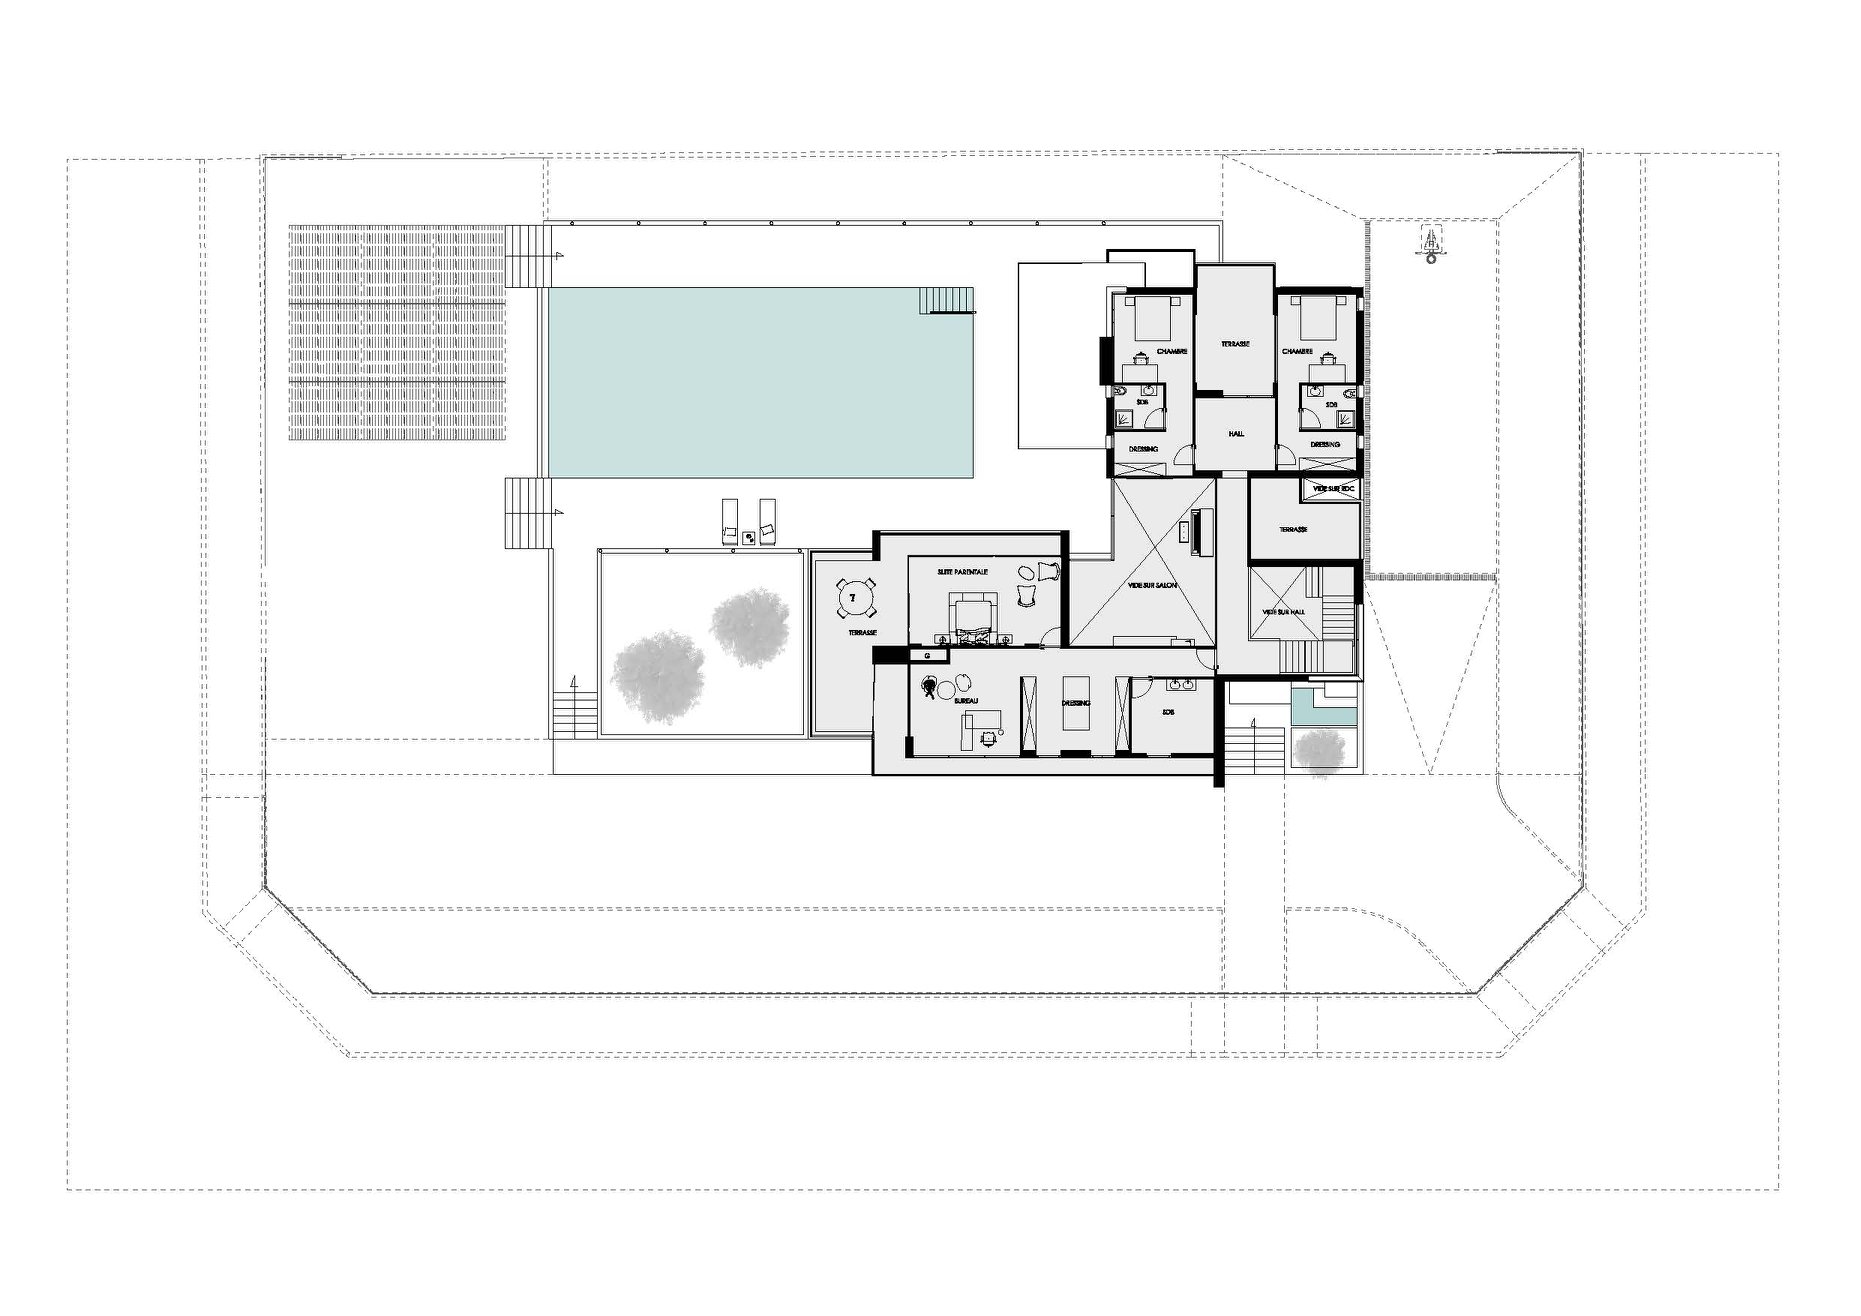 CHAMBRE
TERRASSE
CHAMBRE
SDB
SDB
HALL
DRESSING
DRESSING
VIDE SUR RDC
TERRASSE
SUITE PARENTALE
VIDE SUR SALON
7
VIDE SUR HALL
TERRASSE
G
BUREAU
DRESSING
SDB